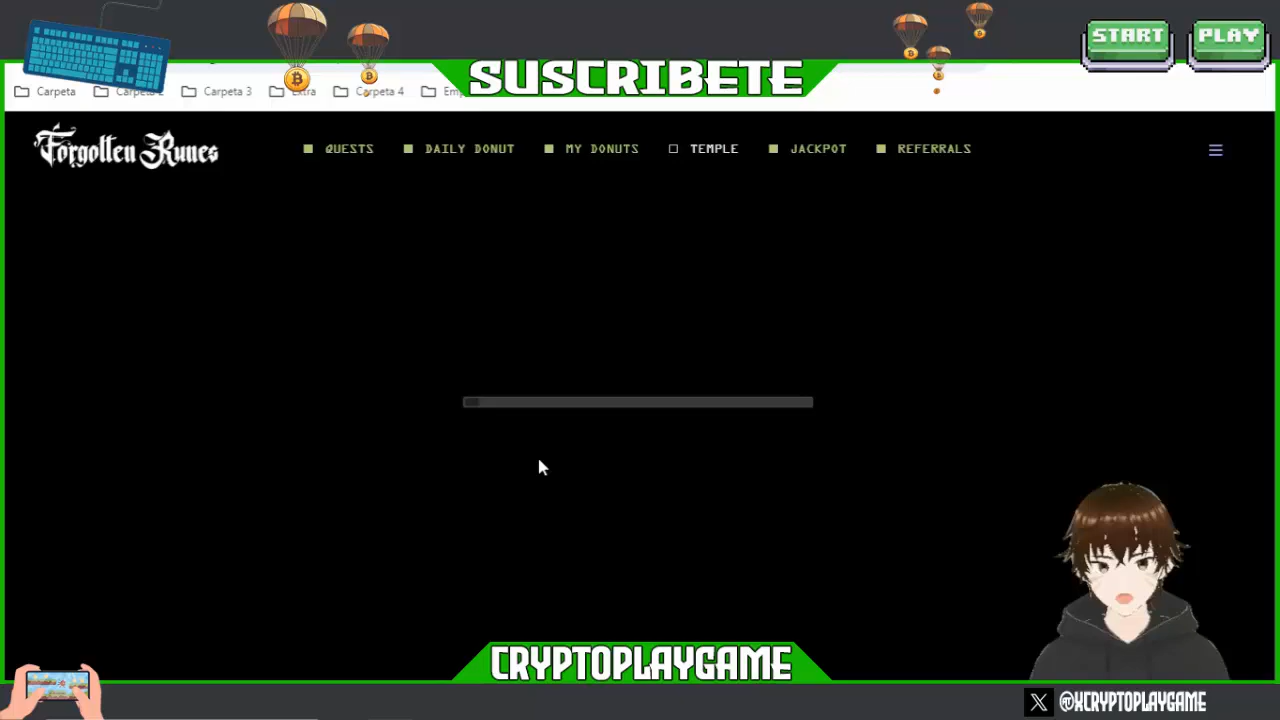 START
PLAY
SUSCRIBETE
Carpeta
Carpeta 3
Extra
Carpeta 4
Forgotten Runes
QUESTS
DAILY DONUT
MY DONUTS
TEMPLE
JACKPOT
REFERRALS
CRYPTOPLAYGAME
X @XCRYPTOPLAYGAME